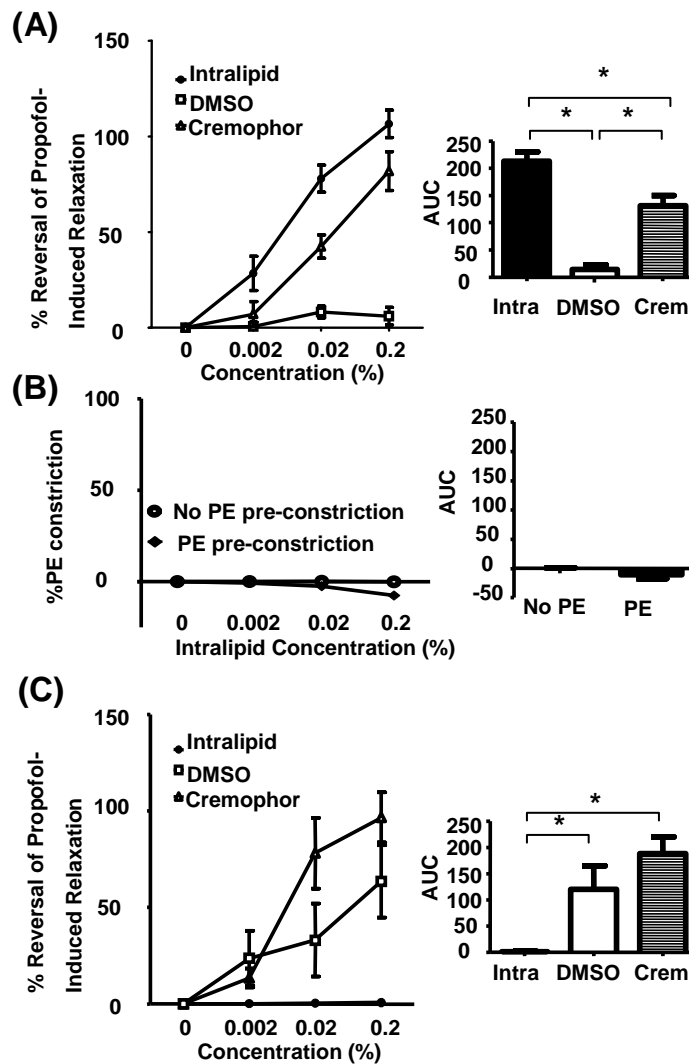 (A)
% Reversal of Propofol-
Induced Relaxation
150
100
50
0
Intralipid
DMSO
Cremophor
0 0.002 0.02 0.2
Concentration (%)
* * *
AUC
250
200
150
100
50
0
Intra DMSO Crem
(B)
%PE constriction
100
50
0
No PE pre-constriction
PE pre-constriction
0 0.002 0.02 0.2
Intralipid Concentration (%)
AUC
250
200
150
100
50
0
-50
No PE PE
(C)
% Reversal of Propofol-
Induced Relaxation
150
100
50
0
Intralipid
DMSO
Cremophor
0 0.002 0.02 0.2
Concentration (%)
* *
AUC
250
200
150
100
50
0
Intra DMSO Crem